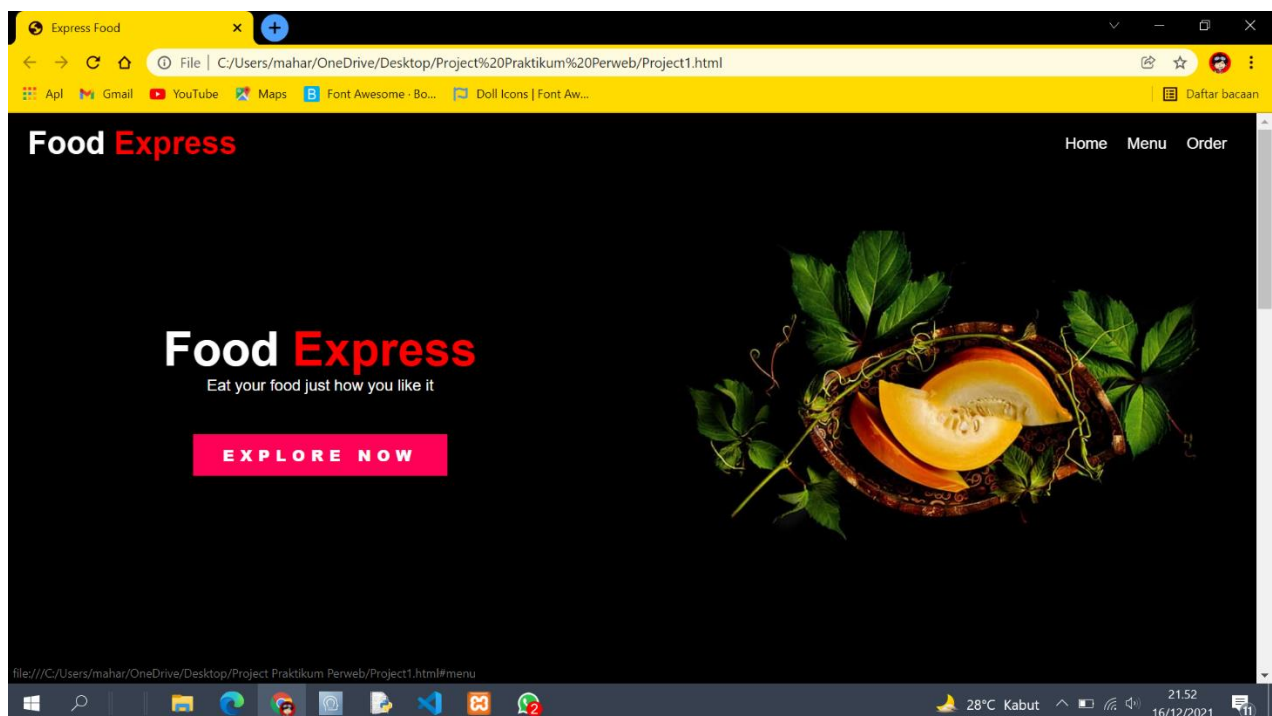 Express Food
File | C:/Users/mahar/OneDrive/Desktop/Project%20Praktikum%20Perweb/Project1.html
Apl Gmail YouTube Maps B Font Awesome · Bo... Doll Icons | Font Aw... Daftar bacaan
Food Express Home Menu Order
Food Express
Eat your food just how you like it
EXPLORE NOW
file:///C:/Users/mahar/OneDrive/Desktop/Project Praktikum Perweb/Project1.html#menu
2 28°C Kabut 21.52
16/12/2021 11